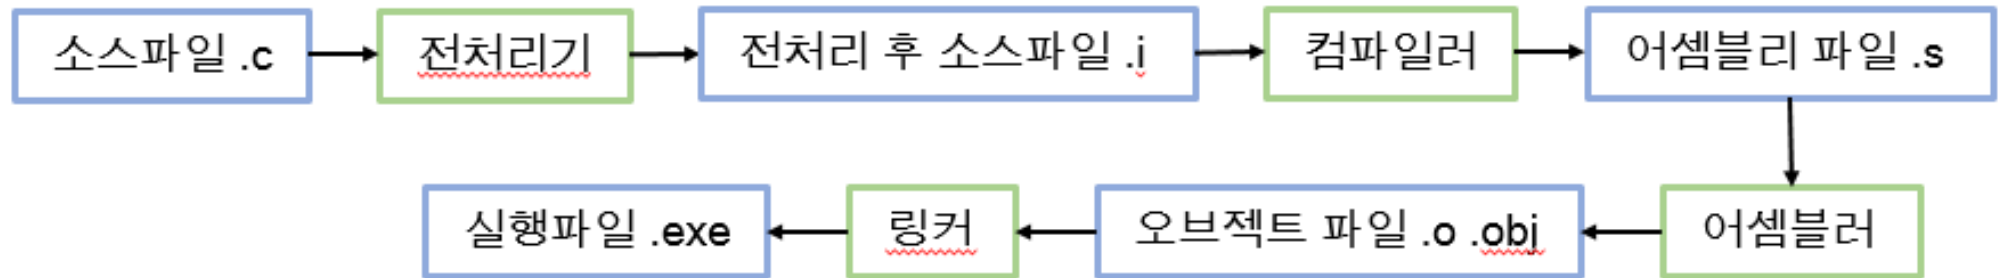 소스파일 .c 전처리기 전처리 후 소스파일 .i 컴파일러 어셈블리 파일 .s
실행파일 .exe 링커 오브젝트 파일 .o .obj 어셈블러